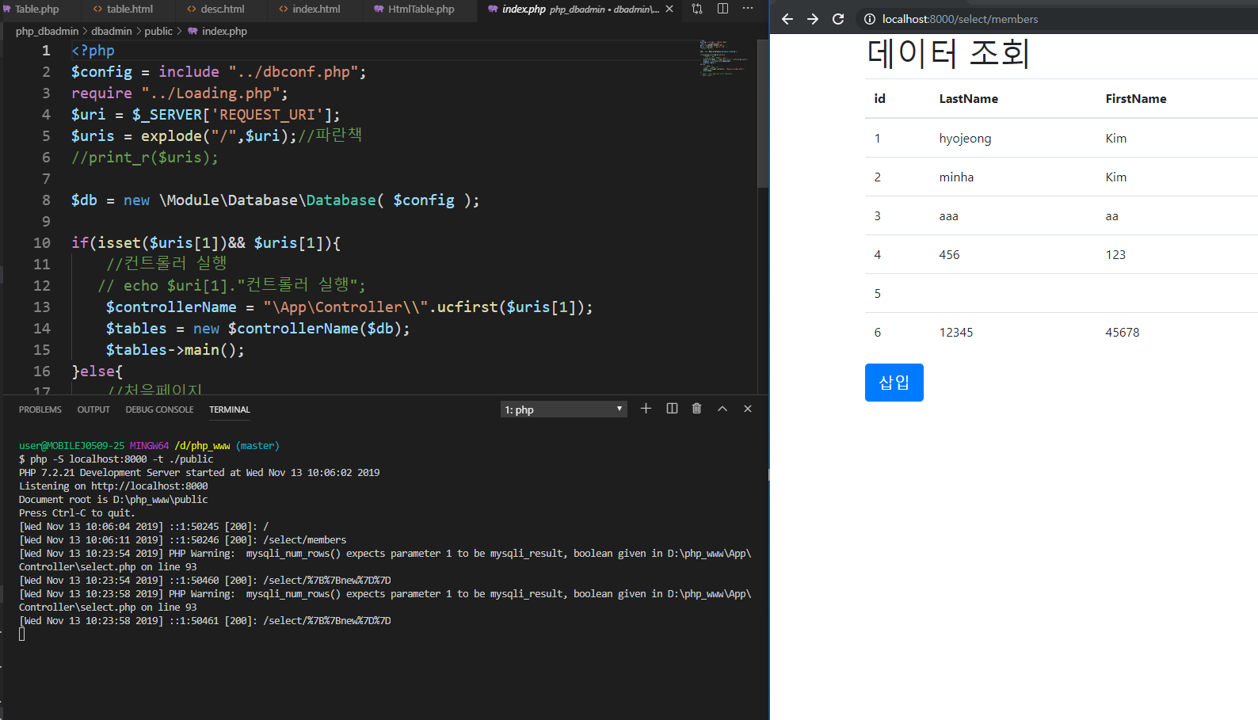 Table.php table.html desc.html index.html HtmlTable.php index.php php_dbadmin • dbadmin\...
php_dbadmin > dbadmin > public > index.php
1 <?php
2 $config = include "../dbconf.php";
3 require "../Loading.php";
4 $uri = $_SERVER['REQUEST_URI'];
5 $uris = explode("/",$uri);//파란책
6 //print_r($uris);
7
8 $db = new \Module\Database\Database( $config );
9
10 if(isset($uris[1])&& $uris[1]){
11 //컨트롤러 실행
12 // echo $uri[1]."컨트롤러 실행";
13 $controllerName = "\App\Controller\\".ucfirst($uris[1]);
14 $tables = new $controllerName($db);
15 $tables->main();
16 }else{
17 //처음페이지
PROBLEMS OUTPUT DEBUG CONSOLE TERMINAL 1: php
user@MOBILEJ0509-25 MINGW64 /d/php_www (master)
$ php -S localhost:8000 -t ./public
PHP 7.2.21 Development Server started at Wed Nov 13 10:06:02 2019
Listening on http://localhost:8000
Document root is D:\php_www\public
Press Ctrl-C to quit.
[Wed Nov 13 10:06:04 2019] ::1:50245 [200]: /
[Wed Nov 13 10:06:11 2019] ::1:50246 [200]: /select/members
[Wed Nov 13 10:23:54 2019] PHP Warning:  mysqli_num_rows() expects parameter 1 to be mysqli_result, boolean given in D:\php_www\App\
Controller\select.php on line 93
[Wed Nov 13 10:23:54 2019] ::1:50460 [200]: /select/%7B%7Bnew%7D%7D
[Wed Nov 13 10:23:58 2019] PHP Warning:  mysqli_num_rows() expects parameter 1 to be mysqli_result, boolean given in D:\php_www\App\
Controller\select.php on line 93
[Wed Nov 13 10:23:58 2019] ::1:50461 [200]: /select/%7B%7Bnew%7D%7D
localhost:8000/select/members
데이터 조회
id LastName FirstName
1 hyojeong Kim
2 minha Kim
3 aaa aa
4 456 123
5
6 12345 45678
삽입